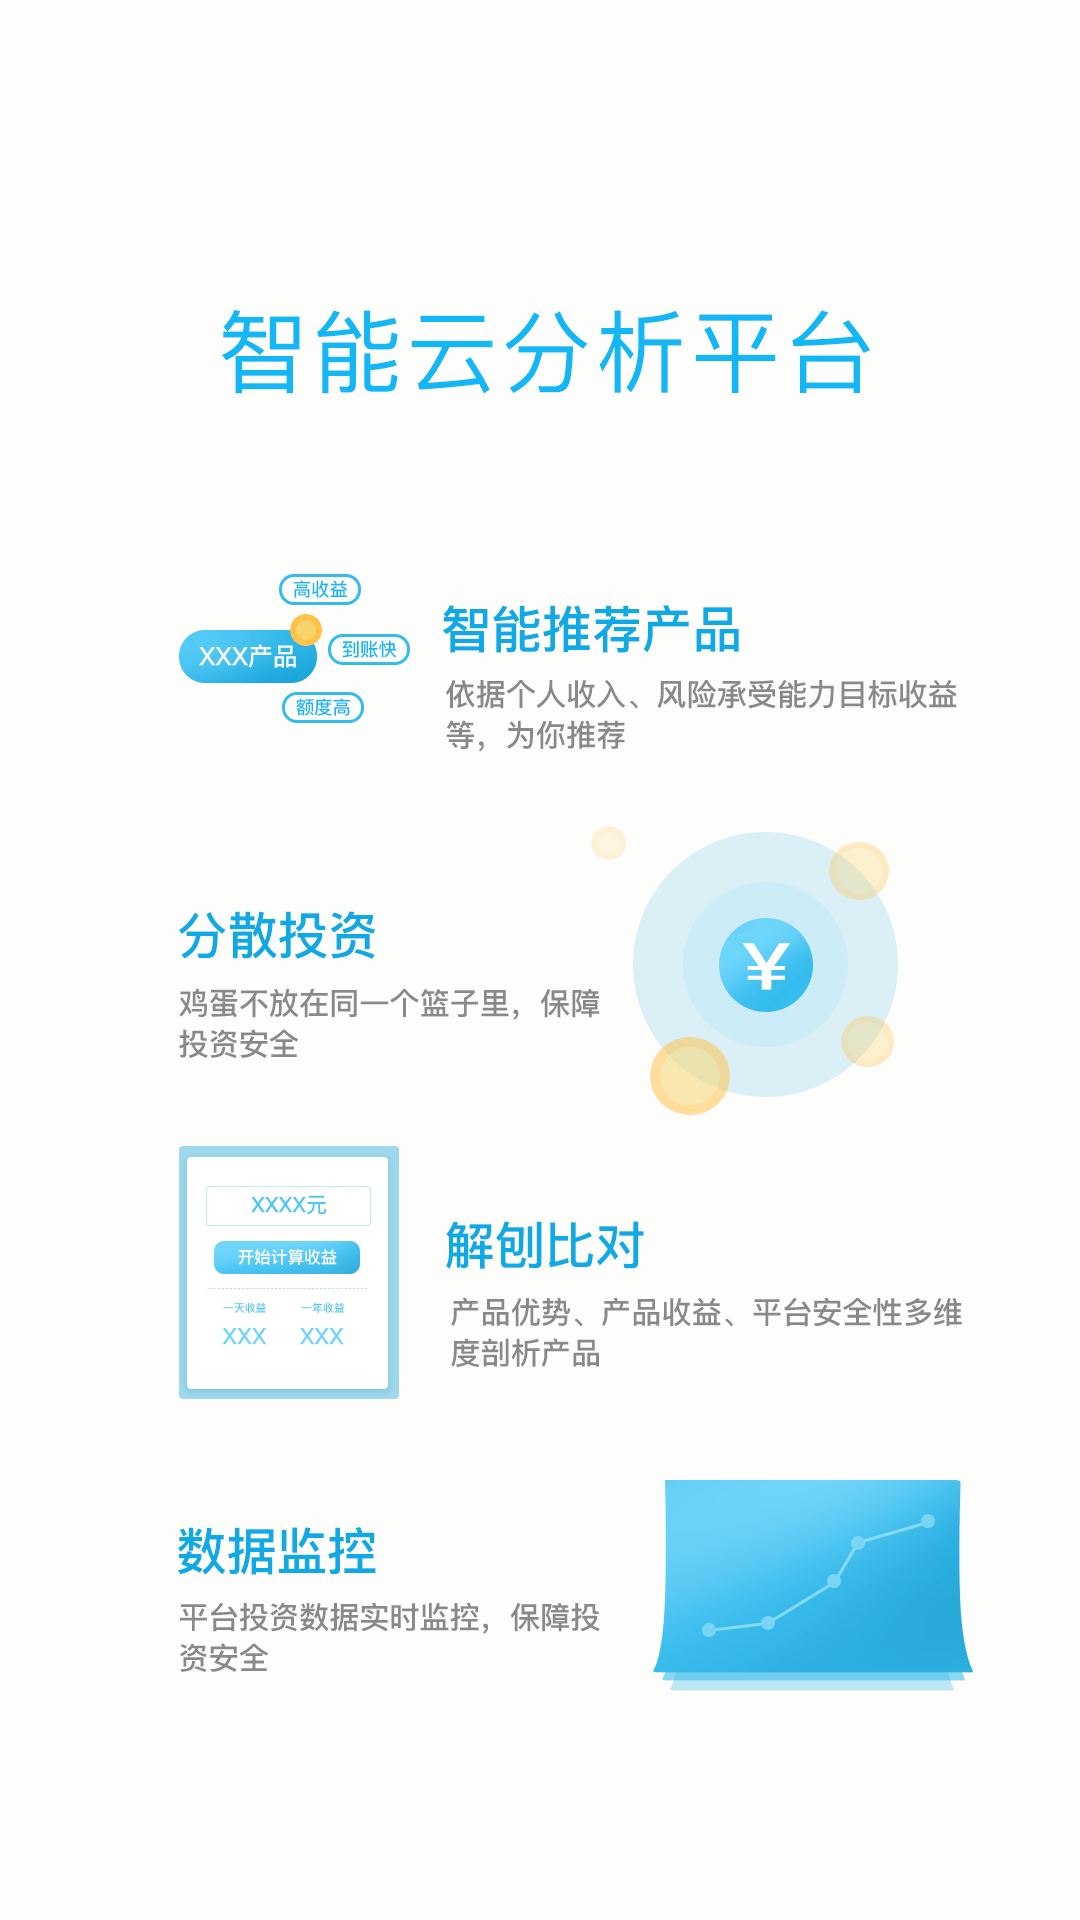 智能云分析平台
高收益
XXX产品
到账快
额度高
智能推荐产品
依据个人收入、风险承受能力目标收益
等，为你推荐
分散投资
鸡蛋不放在同一个篮子里，保障
投资安全
¥
XXXX元
开始计算收益
一天收益 一年收益
XXX XXX
解刨比对
产品优势、产品收益、平台安全性多维
度剖析产品
数据监控
平台投资数据实时监控，保障投
资安全